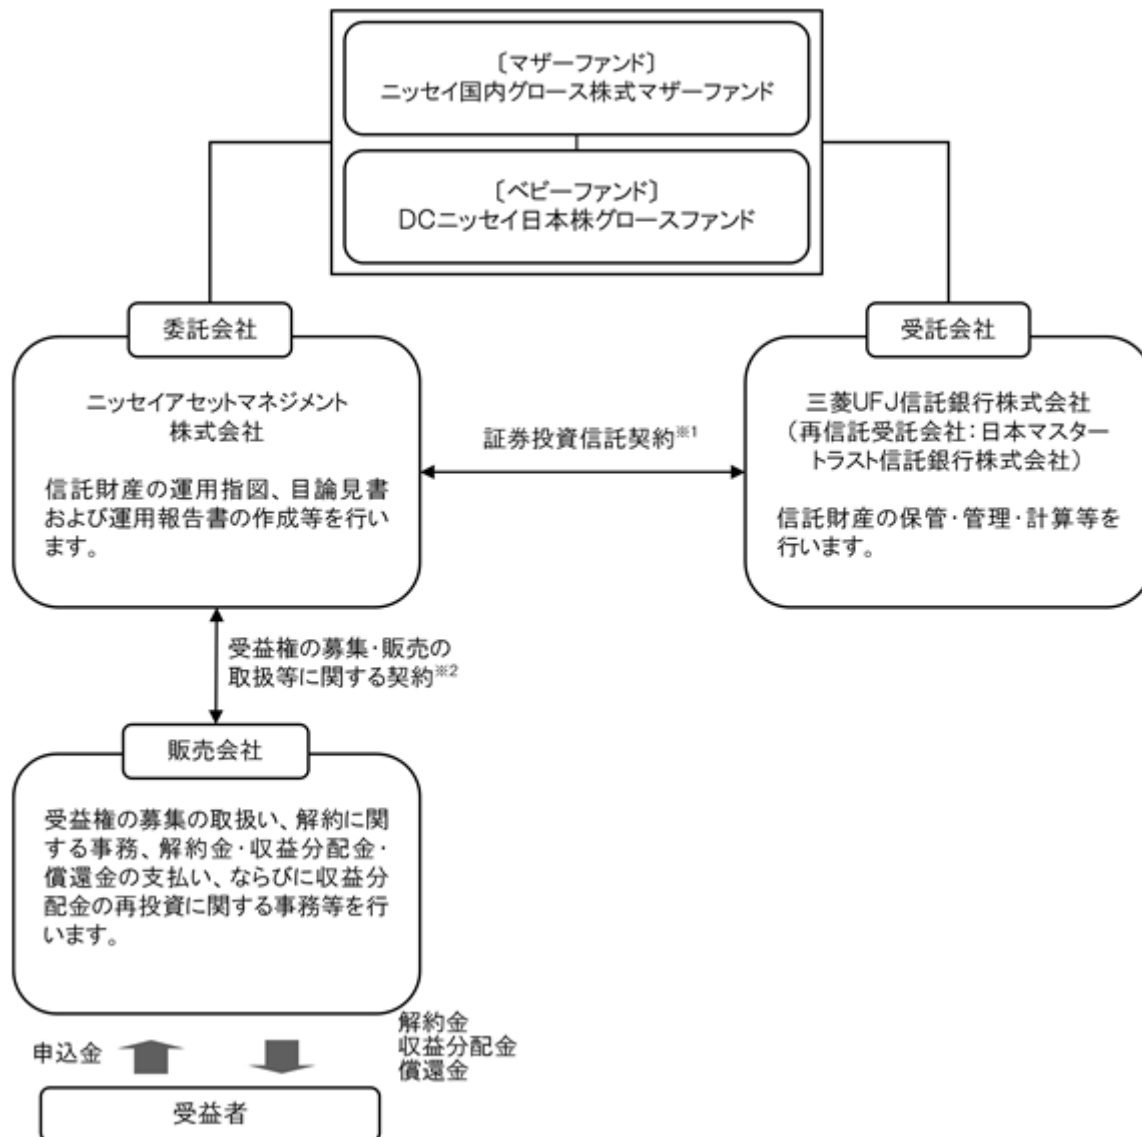 〔マザーファンド〕
ニッセイ国内グロース株式マザーファンド
〔ベビーファンド〕
DCニッセイ日本株グロースファンド
委託会社
ニッセイアセットマネジメント
株式会社
信託財産の運用指図、目論見書
および運用報告書の作成等を行い
ます。
証券投資信託契約※1
受託会社
三菱UFJ信託銀行株式会社
（再信託受託会社：日本マスター
トラスト信託銀行株式会社）
信託財産の保管・管理・計算等を
行います。
受益権の募集・販売の
取扱等に関する契約※2
販売会社
受益権の募集の取扱い、解約に関
する事務、解約金・収益分配金・
償還金の支払い、ならびに収益分
配金の再投資に関する事務等を行
います。
申込金
解約金
収益分配金
償還金
受益者